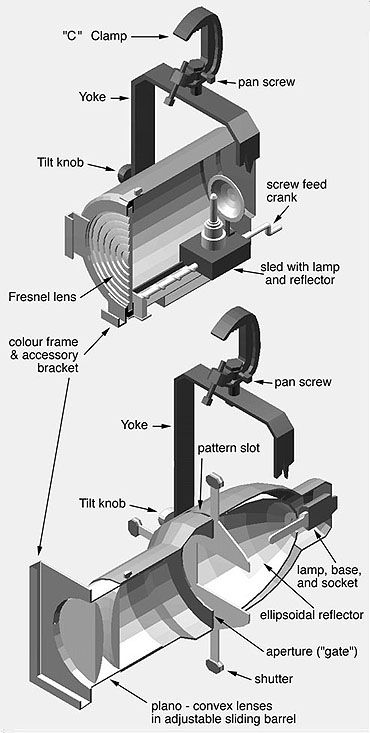 "C" Clamp
pan screw
Yoke
Tilt knob
screw feed
crank
sled with lamp
and reflector
Fresnel lens
colour frame
& accessory
bracket
pan screw
Yoke
pattern slot
Tilt knob
lamp, base,
and socket
ellipsoidal reflector
aperture ("gate")
shutter
plano - convex lenses
in adjustable sliding barrel